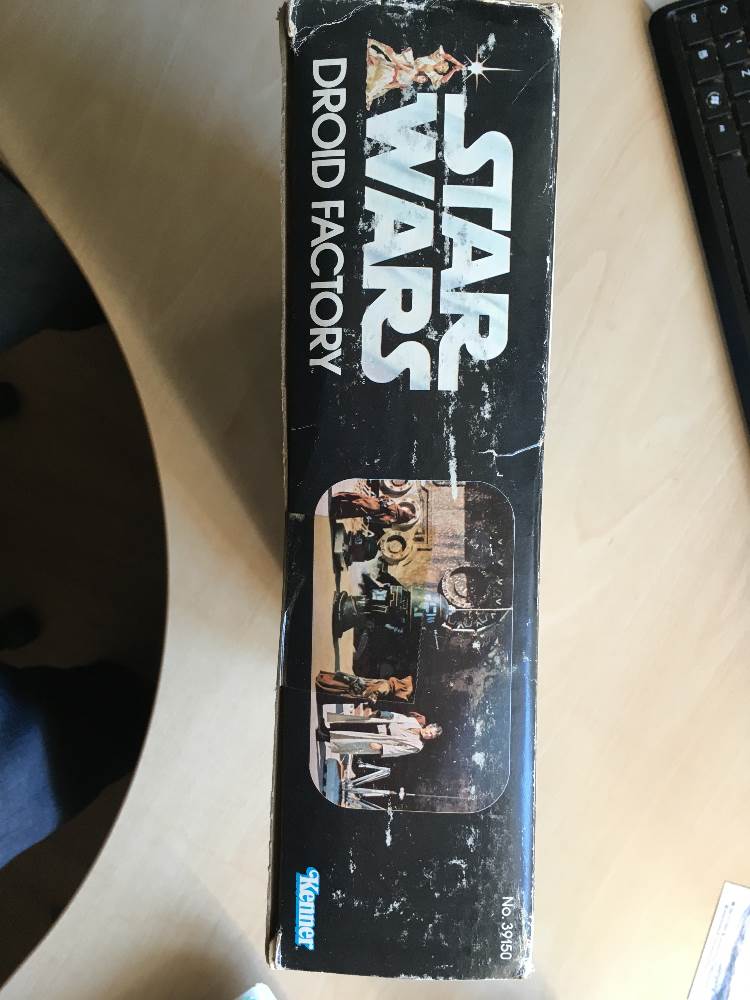 STAR
WARS
DROID FACTORY
Kenner
No. 39150